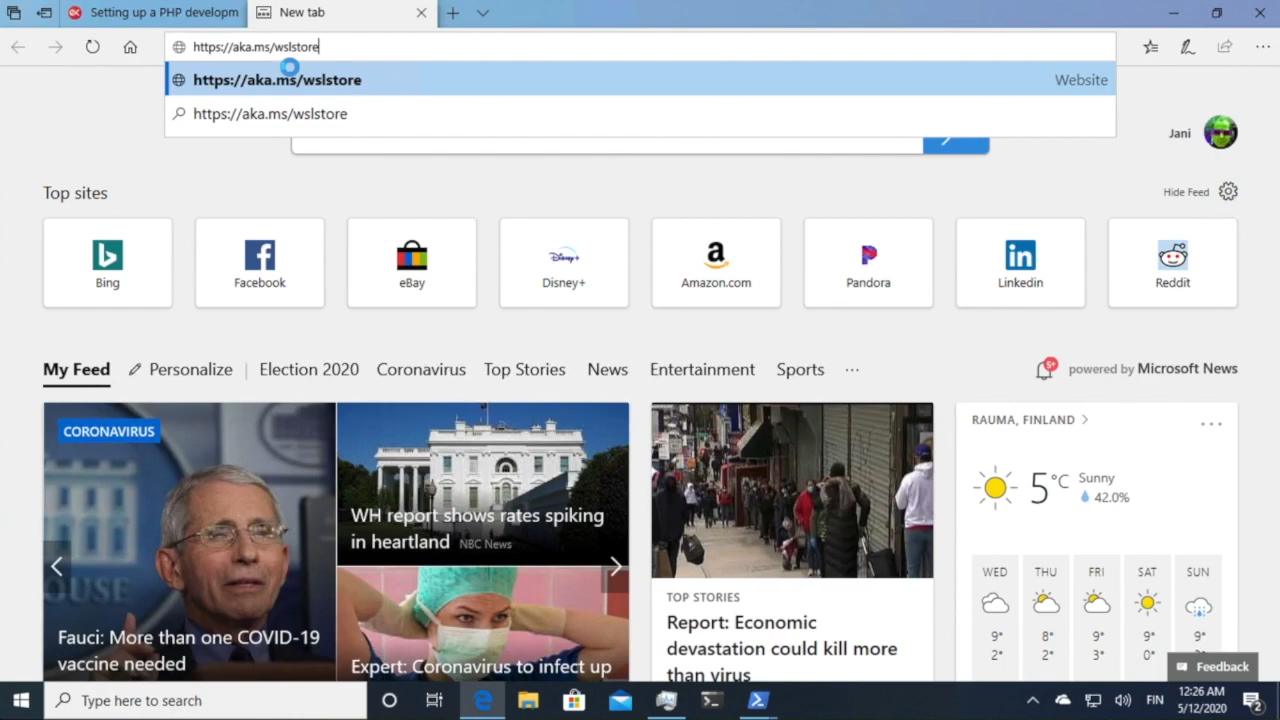 Setting up a PHP developm
New tab
https://aka.ms/wslstore
https://aka.ms/wslstore
Website
https://aka.ms/wslstore
Jani
Top sites
Hide Feed
Bing
Facebook
eBay
Disney+
Amazon.com
Pandora
Linkedin
Reddit
My Feed
Personalize
Election 2020
Coronavirus
Top Stories
News
Entertainment
Sports
5+
powered by Microsoft News
CORONAVIRUS
Fauci: More than one COVID-19
vaccine needed
WH report shows rates spiking
in heartland NBC News
Expert: Coronavirus to infect up
TOP STORIES
Report: Economic
devastation could kill more
than virus
RAUMA, FINLAND
5°C
Sunny
42.0%
WED
THU
FRI
SAT
SUN
9°
8°
9°
9°
9°
2°
2°
3°
0°
Feedback
Type here to search
FIN
12:26 AM
5/12/2020
2